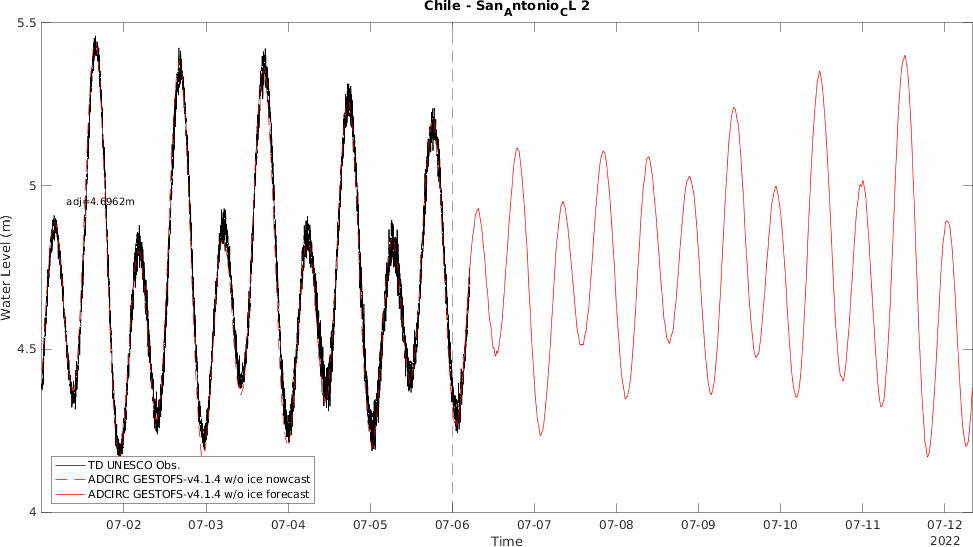 Chile - San_Antonio_CL 2
5.5
5
4.5
4
Water Level (m)
adj=4.6962m
TD UNESCO Obs.
ADCIRC GESTOFS-v4.1.4 w/o ice nowcast
ADCIRC GESTOFS-v4.1.4 w/o ice forecast
07-02 07-03 07-04 07-05 07-06 07-07 07-08 07-09 07-10 07-11 07-12
Time
2022